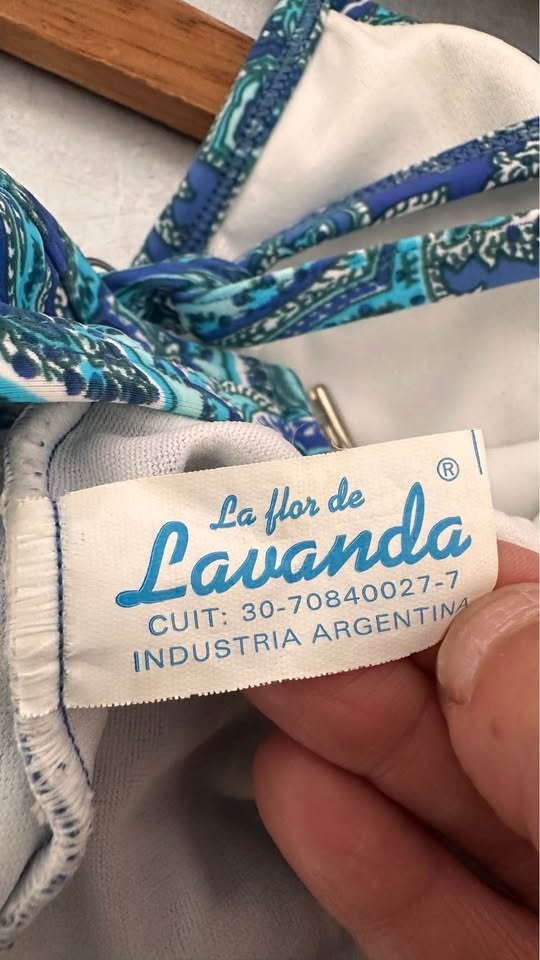 ®
La flor de
Lavanda
CUIT: 30-70840027-7
INDUSTRIA ARGENTINA